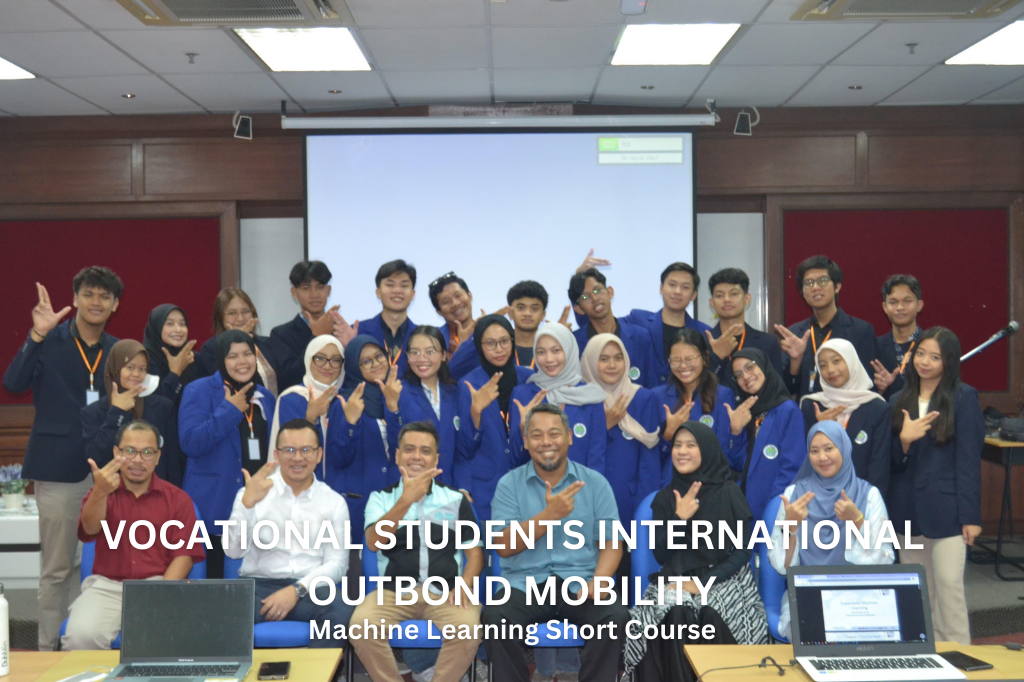 VOCATIONAL STUDENTS INTERNATIONAL
OUTBOND MOBILITY
Machine Learning Short Course